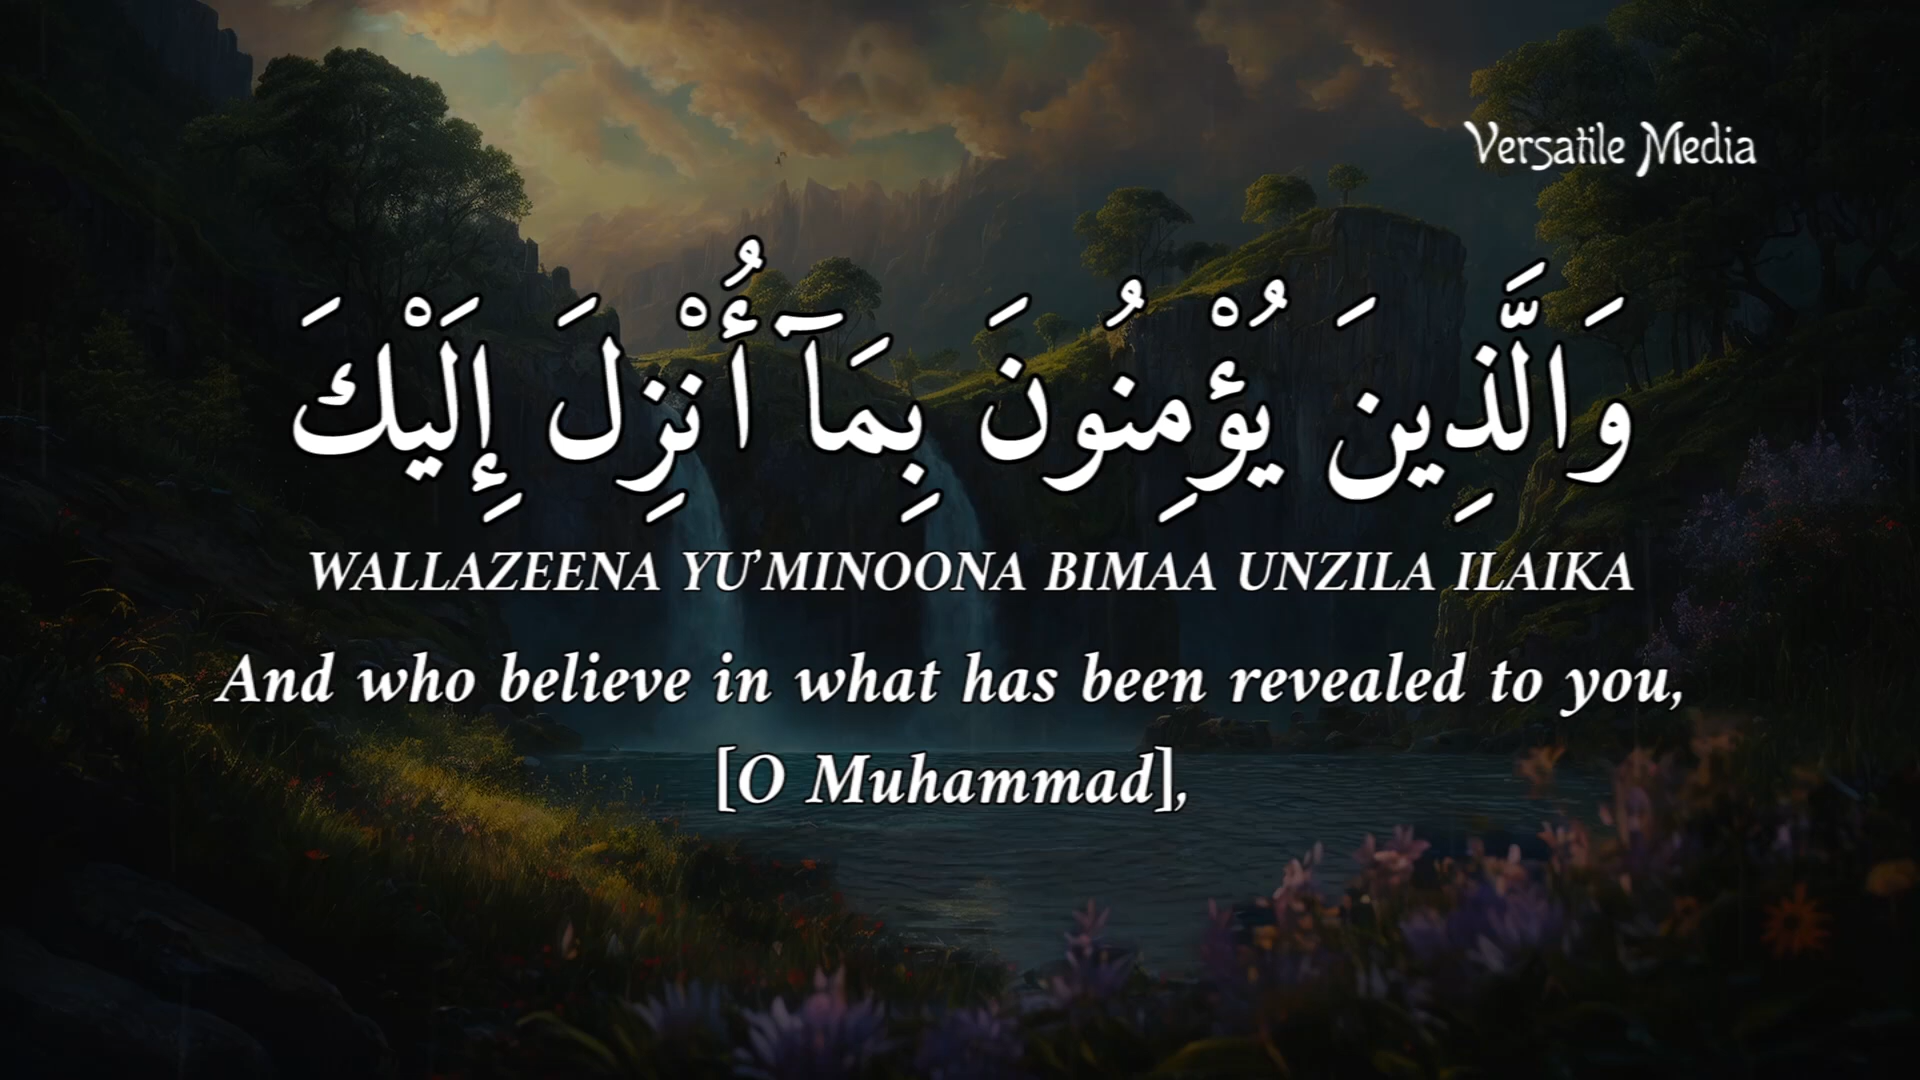 Versatile Media
وَالَّذِينَ يُؤْمِنُونَ بِمَآ أُنْزِلَ إِلَيْكَ
WALLAZEENA YU’MINOONA BIMAA UNZILA ILAIKA
And who believe in what has been revealed to you,
[O Muhammad],